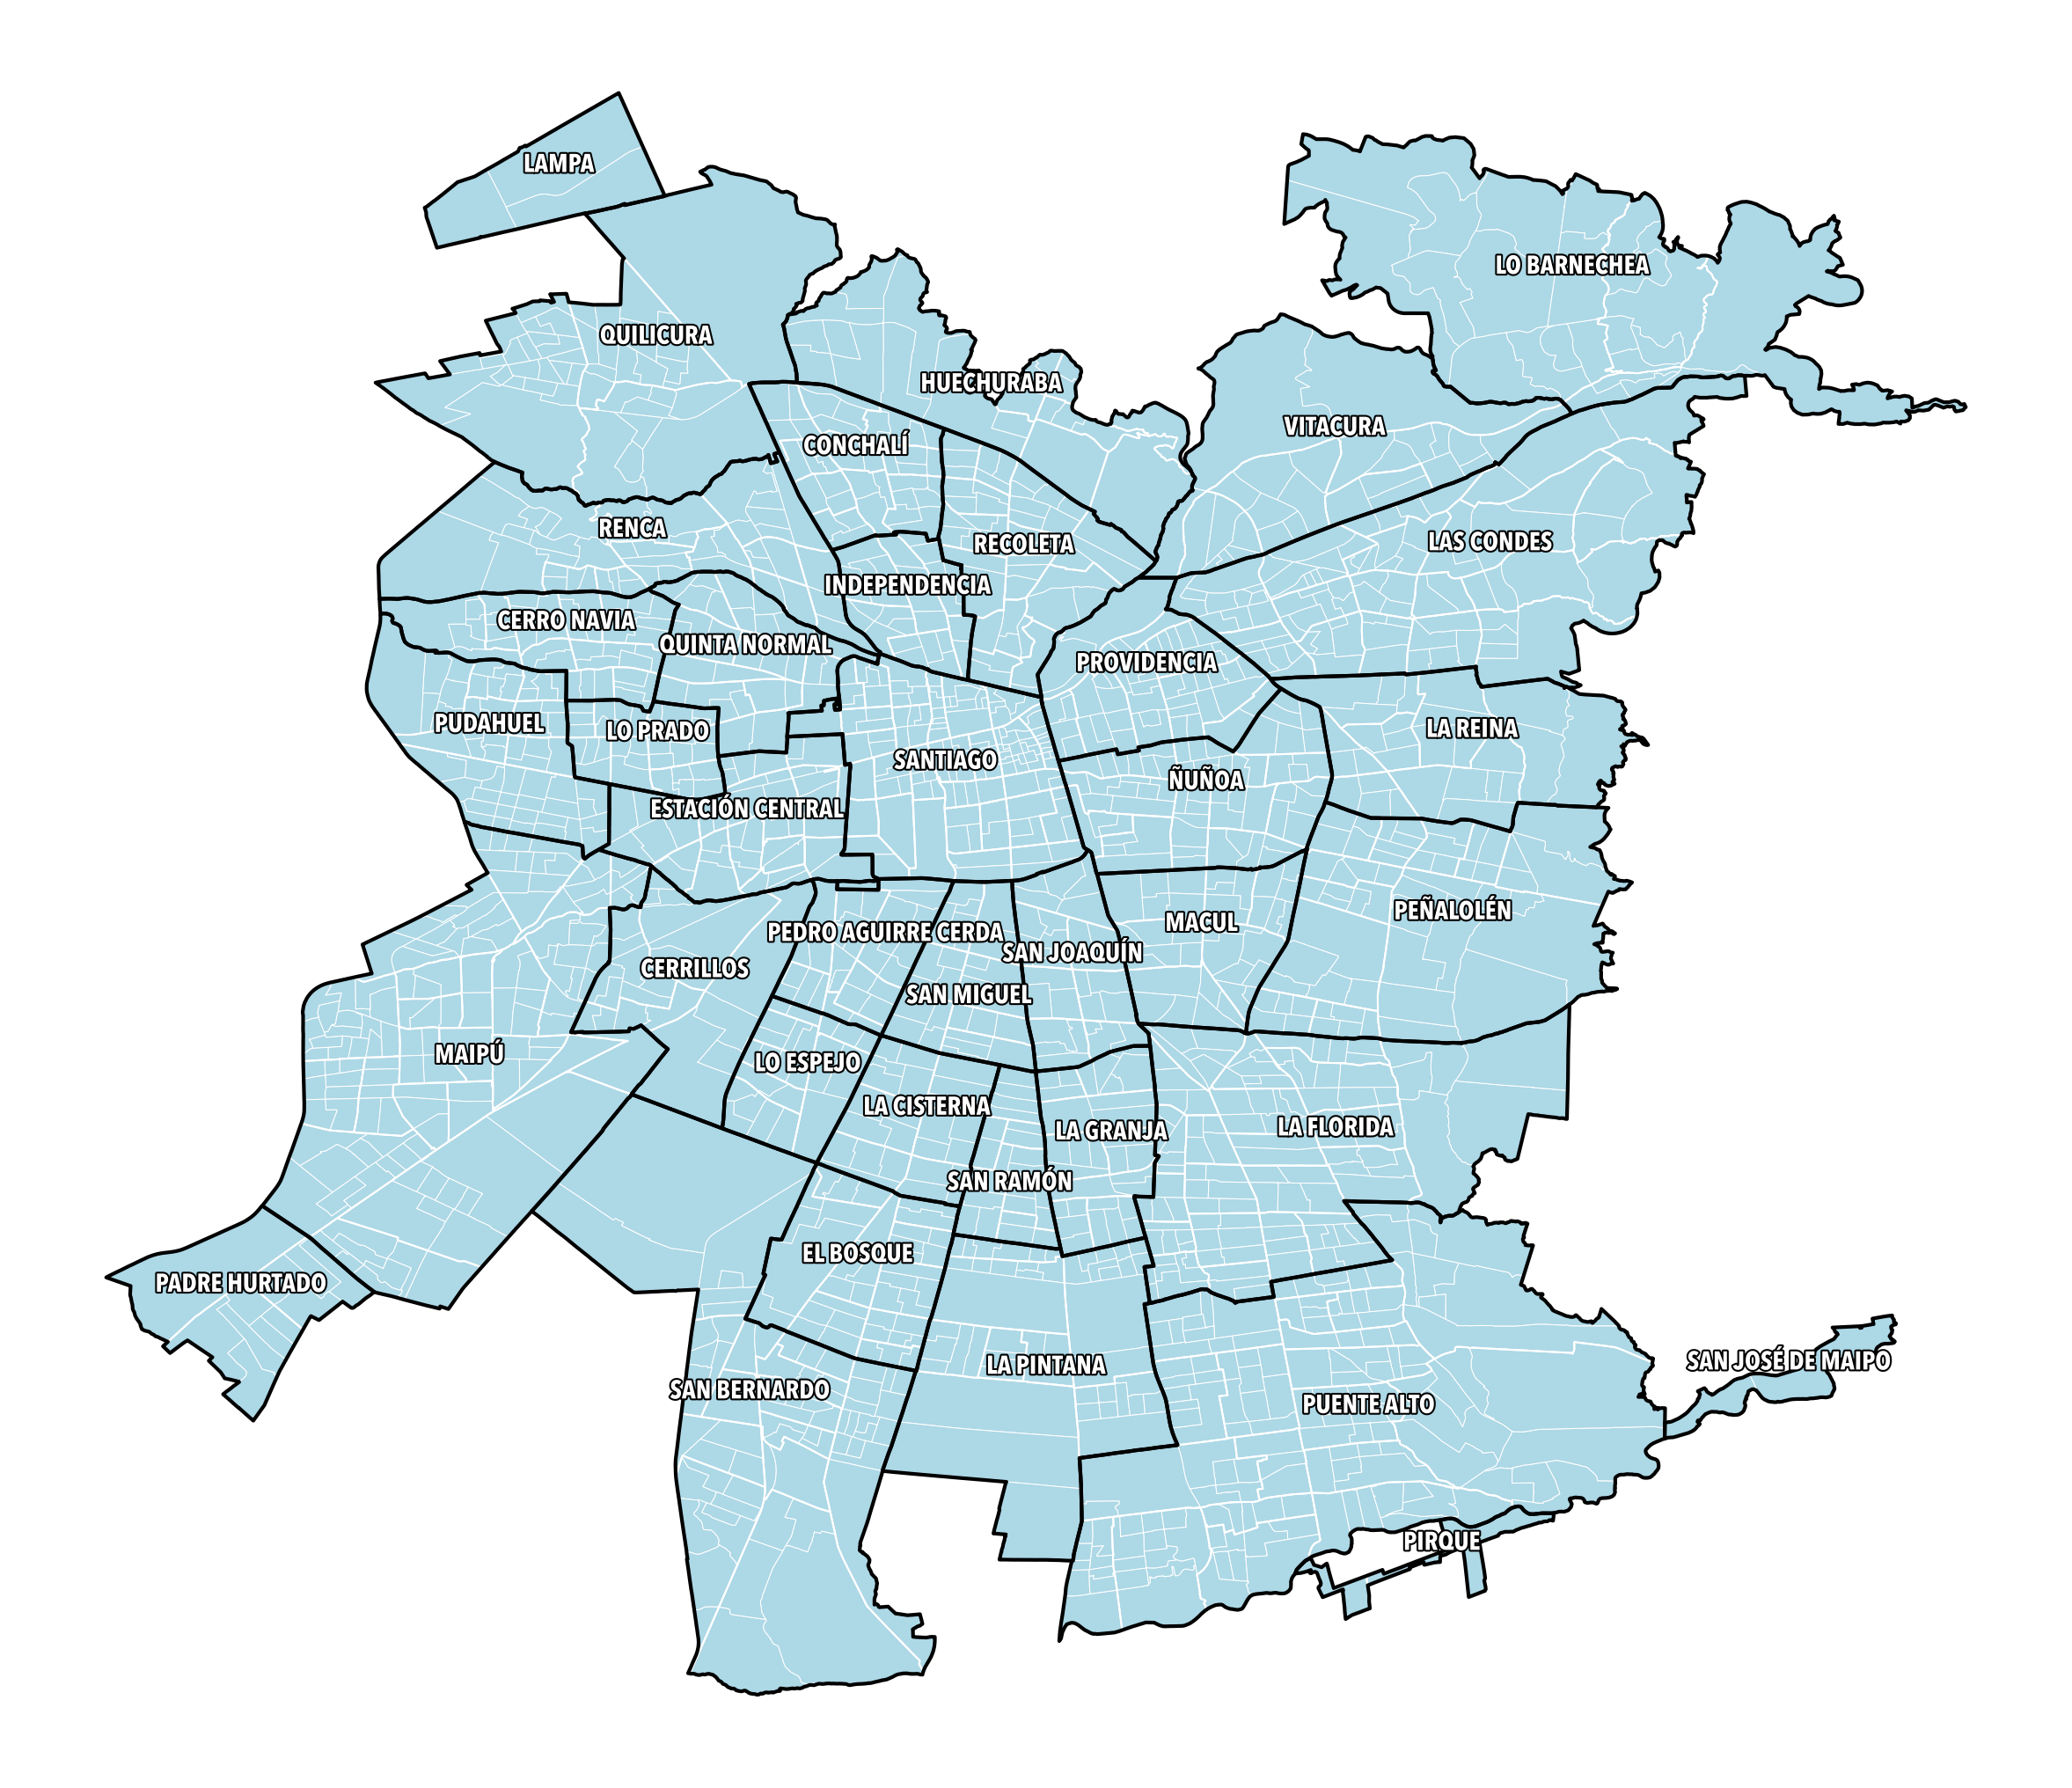 LAMPA
LO BARNECHEA
QUILICURA
HUECHURABA
VITACURA
CONCHALÍ
RENCA
LAS CONDES
RECOLETA
INDEPENDENCIA
CERRO NAVIA
QUINTA NORMAL
PROVIDENCIA
PUDAHUEL
LO PRADO
LA REINA
SANTIAGO
ÑUÑOA
ESTACIÓN CENTRAL
PEÑALOLÉN
MACUL
PEDRO AGUIRRE CERDA
SAN JOAQUÍN
CERRILLOS
SAN MIGUEL
MAIPÚ
LO ESPEJO
LA CISTERNA
LA GRANJA
LA FLORIDA
SAN RAMÓN
EL BOSQUE
PADRE HURTADO
SAN JOSÉ DE MAIPO
LA PINTANA
SAN BERNARDO
PUENTE ALTO
PIRQUE